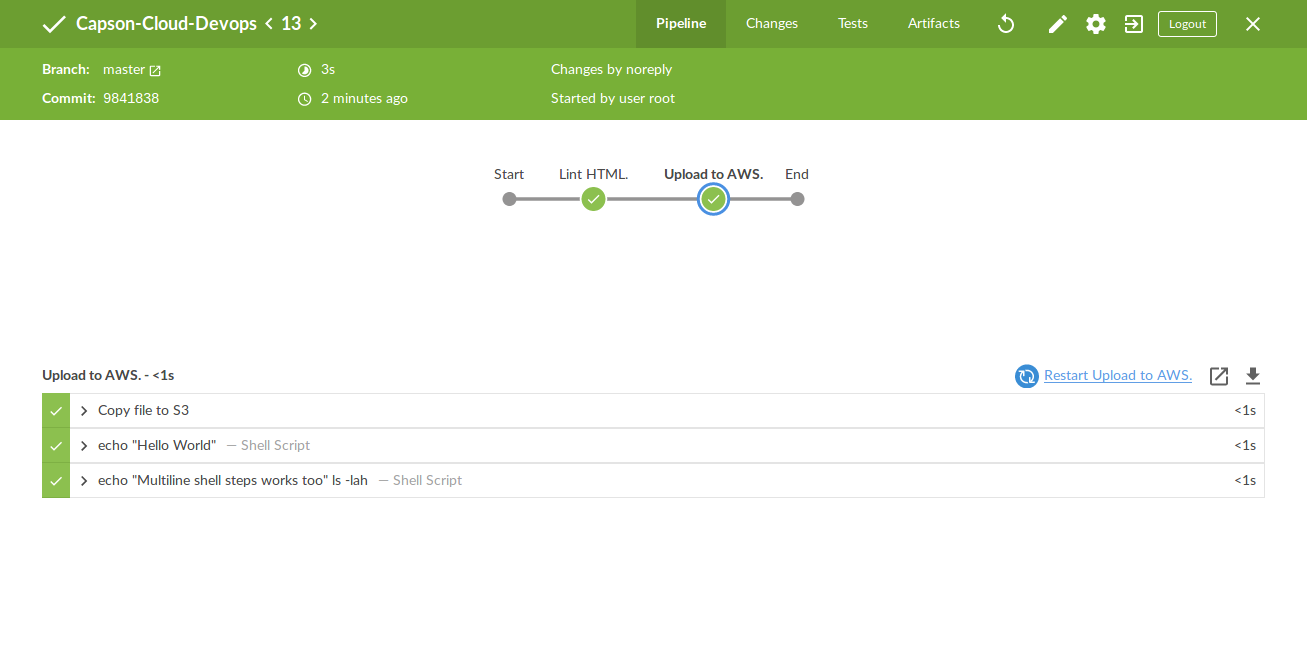 Capson-Cloud-Devops < 13 >
Pipeline Changes Tests Artifacts Logout
Branch: master 3s Changes by noreply
Commit: 9841838 2 minutes ago Started by user root
Start Lint HTML. Upload to AWS. End
Upload to AWS. - <1s Restart Upload to AWS.
Copy file to S3 <1s
echo "Hello World" — Shell Script <1s
echo "Multiline shell steps works too" ls -lah — Shell Script <1s